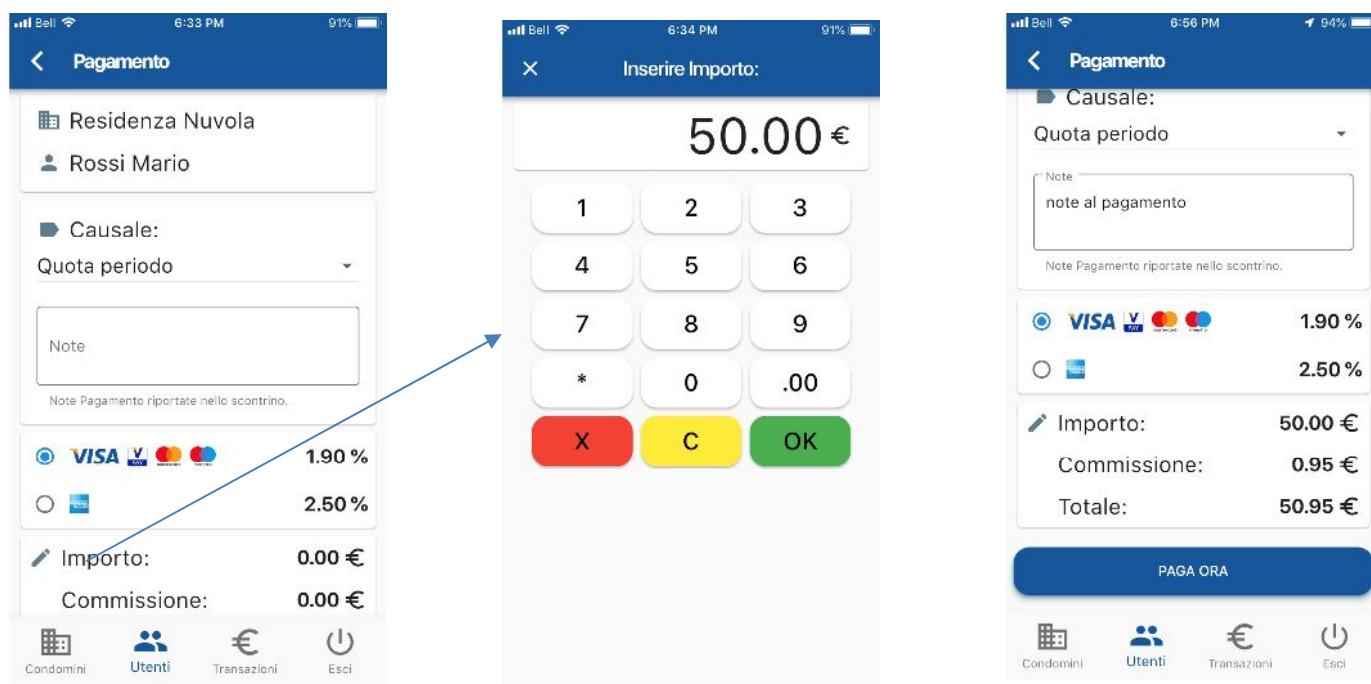 Bell 6:33 PM 91%
Pagamento
Residenza Nuvola
Rossi Mario
Causale:
Quota periodo
Note
Note Pagamento riportate nello scontrino.
VISA V PAY 1.90 %
2.50 %
Importo: 0.00 €
Commissione: 0.00 €
Condomini Utenti Transazioni Esci
Bell 6:34 PM 91%
Inserire Importo:
50.00 €
1 2 3
4 5 6
7 8 9
* 0 .00
X C OK
Bell 6:56 PM 94%
Pagamento
Causale:
Quota periodo
Note
note al pagamento
Note Pagamento riportate nello scontrino.
VISA V PAY 1.90 %
2.50 %
Importo: 50.00 €
Commissione: 0.95 €
Totale: 50.95 €
PAGA ORA
Condomini Utenti Transazioni Esci